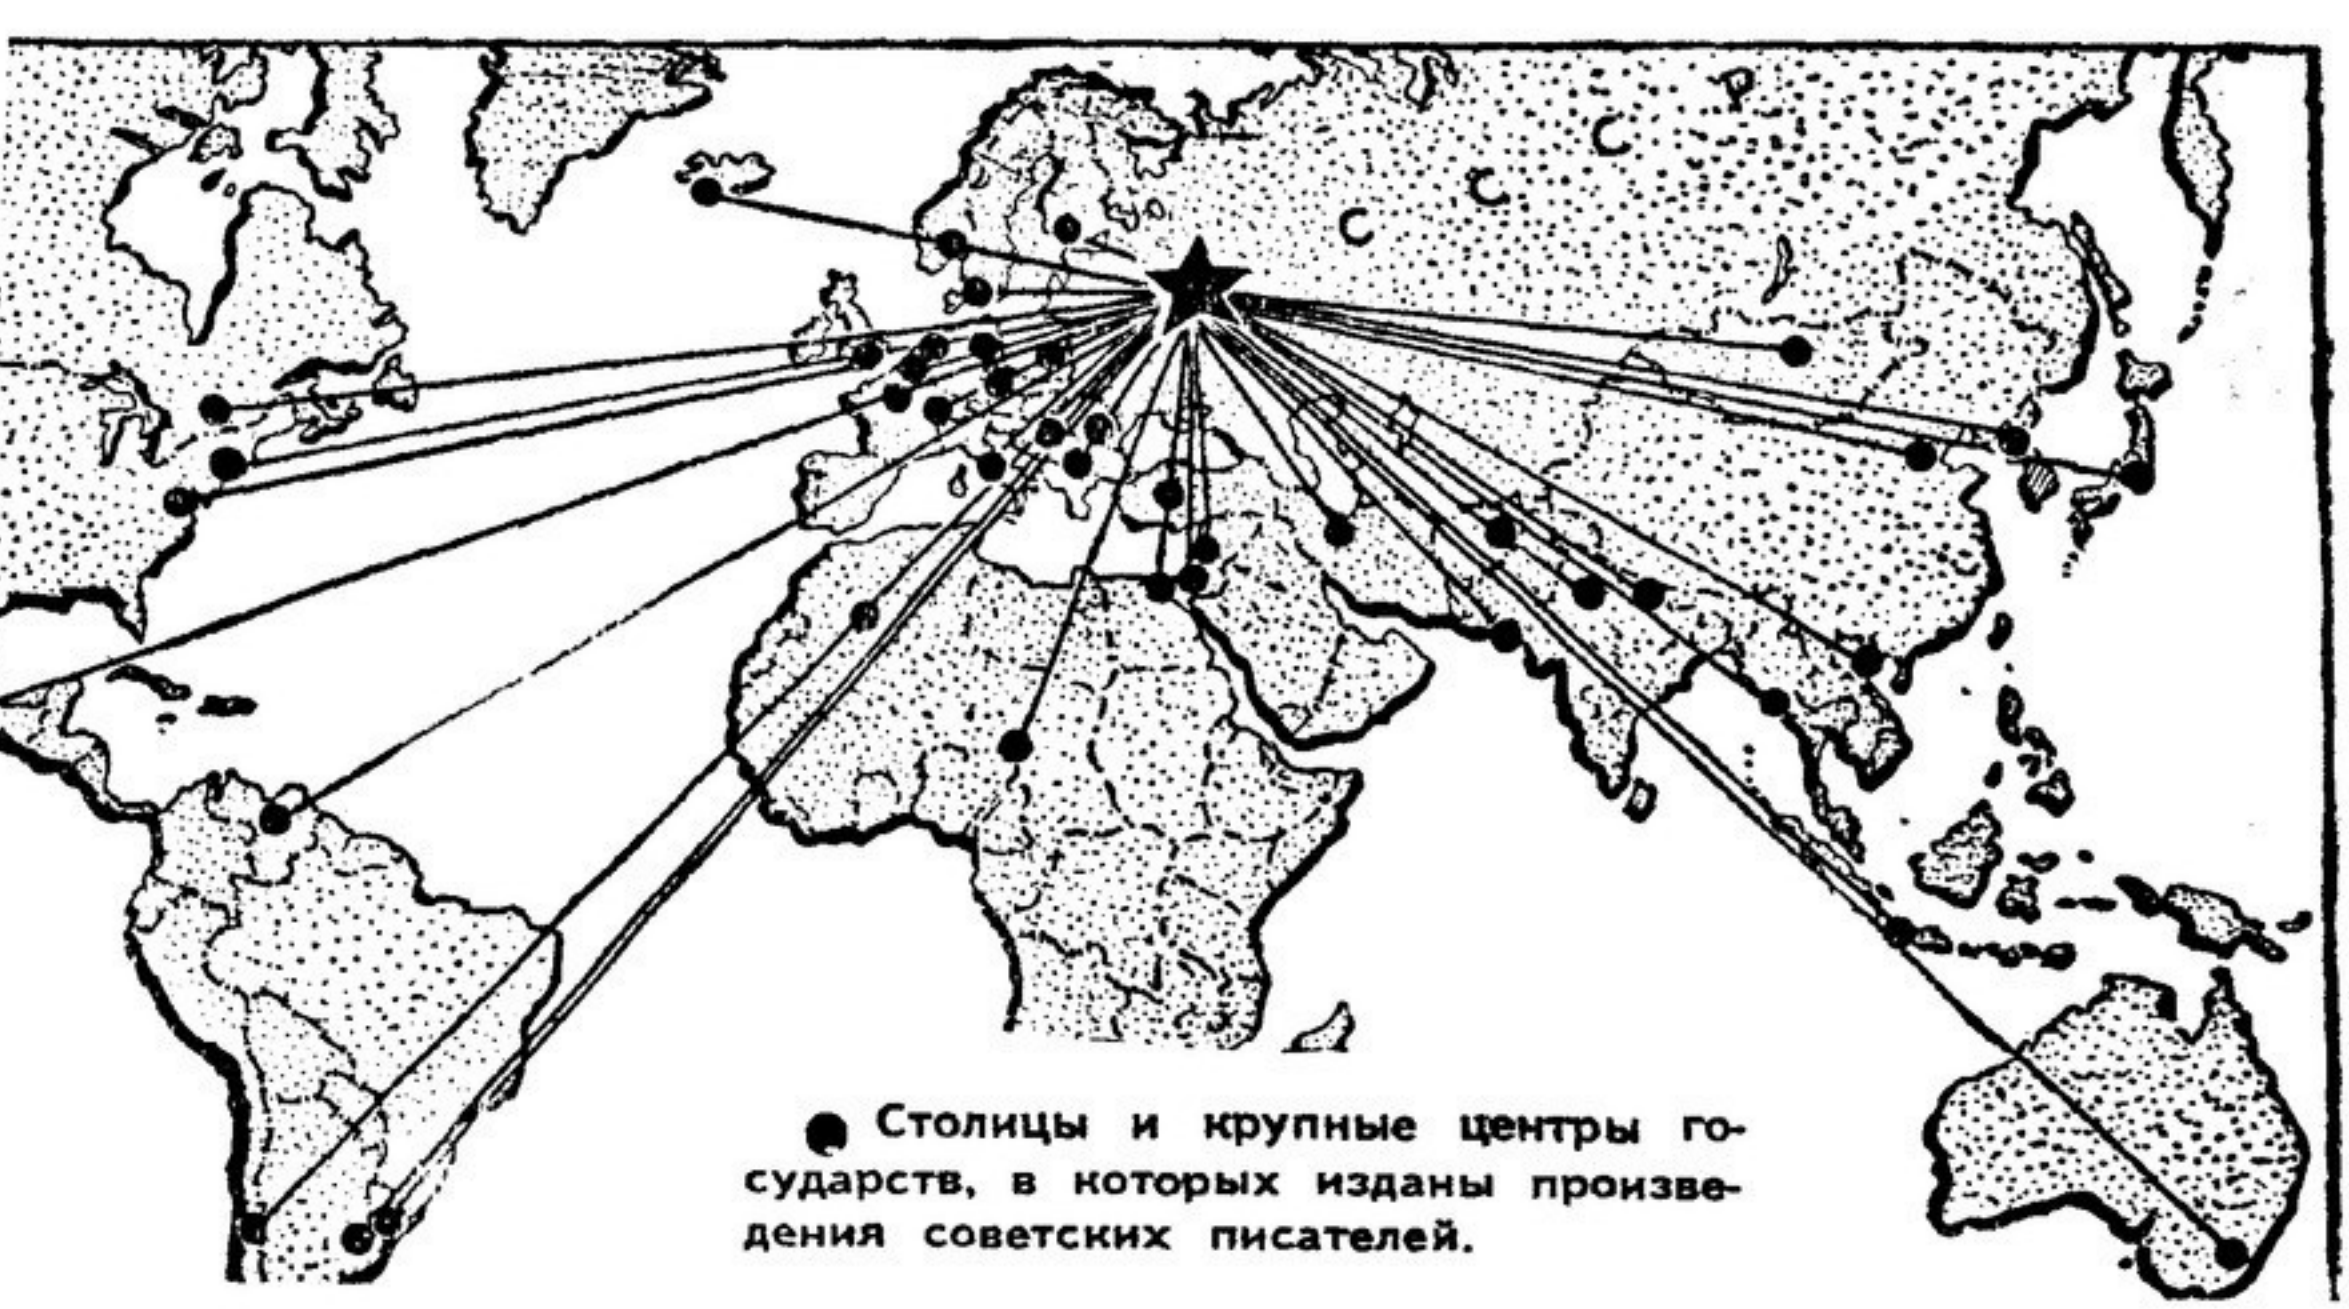 С С С Р
Столицы и крупные центры го-
сударств, в которых изданы произве-
дения советских писателей.